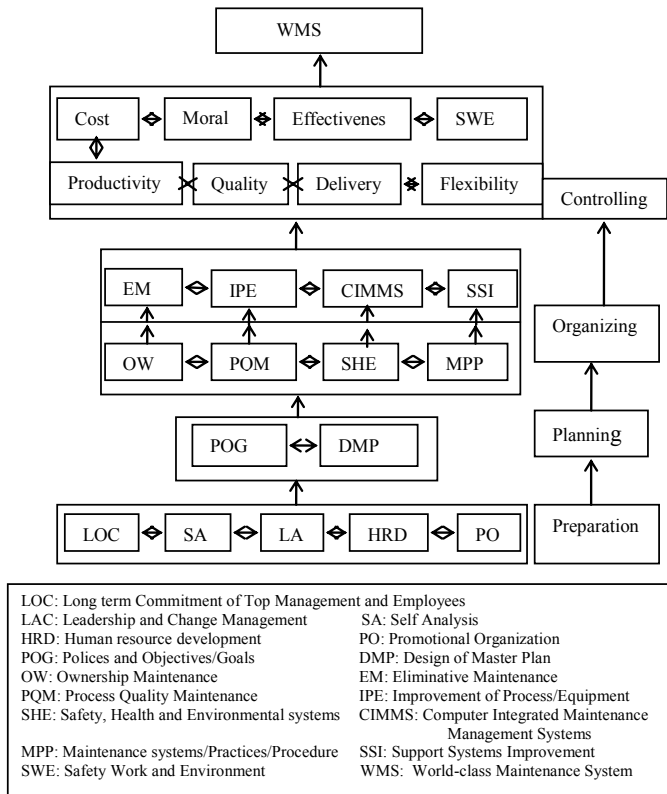 WMS
Cost Moral Effectivenes SWE
Productivity Quality Delivery Flexibility
Controlling
EM IPE CIMMS SSI
Organizing
OW PQM SHE MPP
Planning
POG DMP
Preparation
LOC SA LA HRD PO
LOC: Long term Commitment of Top Management and Employees
LAC: Leadership and Change Management SA: Self Analysis
HRD: Human resource development PO: Promotional Organization
POG: Polices and Objectives/Goals DMP: Design of Master Plan
OW: Ownership Maintenance EM: Eliminative Maintenance
PQM: Process Quality Maintenance IPE: Improvement of Process/Equipment
SHE: Safety, Health and Environmental systems CIMMS: Computer Integrated Maintenance
Management Systems
MPP: Maintenance systems/Practices/Procedure SSI: Support Systems Improvement
SWE: Safety Work and Environment WMS: World-class Maintenance System